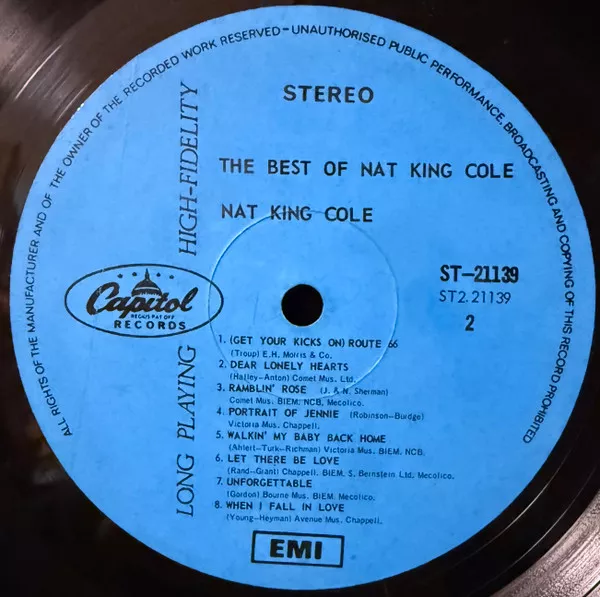 ALL RIGHTS OF THE MANUFACTURER AND OF THE OWNER OF THE RECORDED WORK RESERVED—UNAUTHORISED PUBLIC PERFORMANCE, BROADCASTING AND COPYING OF THIS RECORD PROHIBITED
LONG PLAYING HIGH-FIDELITY
STEREO
THE BEST OF NAT KING COLE
NAT KING COLE
ST-21139
ST2.21139
2
Capitol
REG.US PAT.OFF
RECORDS
1. (GET YOUR KICKS ON) ROUTE 66
(Troup) E.H. Morris & Co.
2. DEAR LONELY HEARTS
(Halley-Anton) Comet Mus. Ltd.
3. RAMBLIN' ROSE (J. & N. Sherman)
Comet Mus. BIEM. NCB. Mecolico.
4. PORTRAIT OF JENNIE (Robinson-Burdge)
Victoria Mus. Chappell.
5. WALKIN' MY BABY BACK HOME
(Ahlert-Turk-Richman) Victoria Mus. BIEM. NCB.
6. LET THERE BE LOVE
(Rand-Grant) Chappell. BIEM. S. Bernstein Ltd. Mecolico.
7. UNFORGETTABLE
(Gordon) Bourne Mus. BIEM. Mecolico.
8. WHEN I FALL IN LOVE
(Young-Heyman) Avenue Mus. Chappell.
EMI